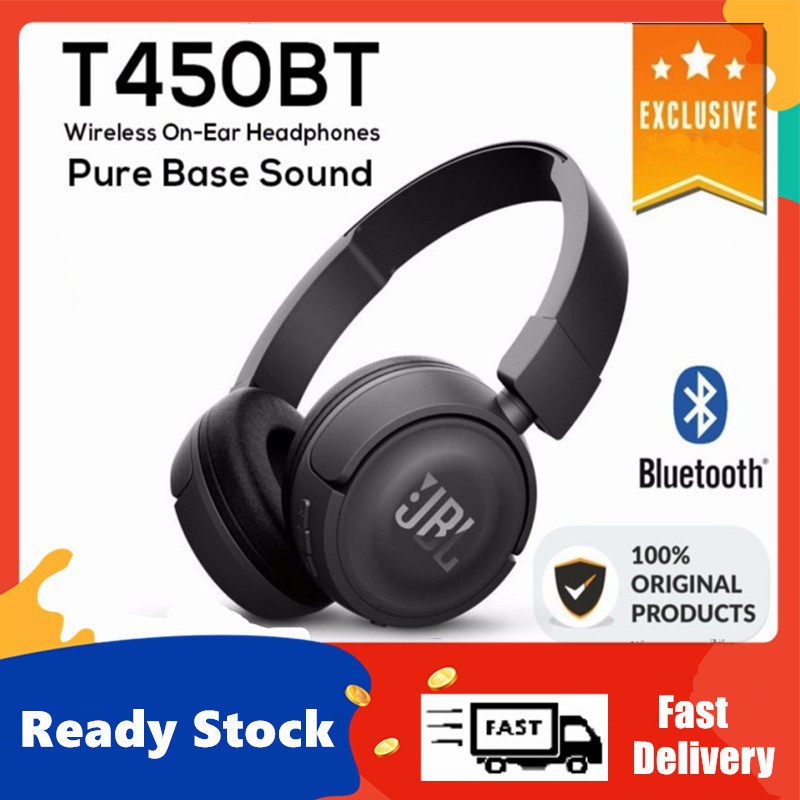 T450BT
Wireless On-Ear Headphones
Pure Base Sound
EXCLUSIVE
JBL
Bluetooth®
100%
ORIGINAL
PRODUCTS
Ready Stock
FAST
Fast
Delivery